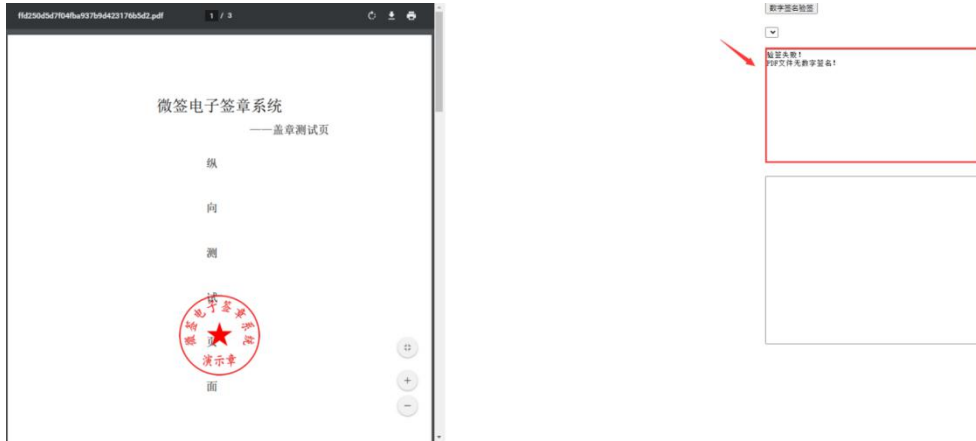 ffd250d5d7f04fba937b9d423176b5d2.pdf
1 / 3
微签电子签章系统
——盖章测试页
纵
向
测
试
页
面
微签电子签章系统
演示章
数字签名验签
验签失败！
PDF文件无数字签名！